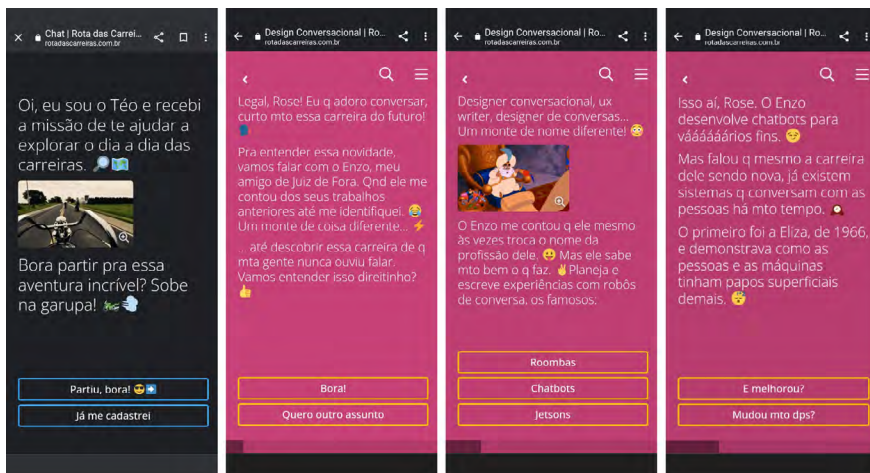 Chat | Rota das Carrei...
rotadascarreiras.com.br
Oi, eu sou o Téo e recebi
a missão de te ajudar a
explorar o dia a dia das
carreiras. 🔎🗺️
Bora partir pra essa
aventura incrível? Sobe
na garupa! 🏍️💨
Partiu, bora! 😎➡️
Já me cadastrei
Design Conversacional | Ro...
rotadascarreiras.com.br
Legal, Rose! Eu q adoro conversar,
curto mto essa carreira do futuro!
Pra entender essa novidade,
vamos falar com o Enzo, meu
amigo de Juiz de Fora. Qnd ele me
contou dos seus trabalhos
anteriores até me identifiquei. 😂
Um monte de coisa diferente... ⚡
... até descobrir essa carreira de q
mta gente nunca ouviu falar.
Vamos entender isso direitinho?
👍
Bora!
Quero outro assunto
Design Conversacional | Ro...
rotadascarreiras.com.br
Designer conversacional, ux
writer, designer de conversas...
Um monte de nome diferente! 😳
O Enzo me contou q ele mesmo
às vezes troca o nome da
profissão dele. 😛 Mas ele sabe
mto bem o q faz. ✌️ Planeja e
escreve experiências com robôs
de conversa, os famosos:
Roombas
Chatbots
Jetsons
Design Conversacional | Ro...
rotadascarreiras.com.br
Isso aí, Rose. O Enzo
desenvolve chatbots para
váááááários fins. 😏
Mas falou q mesmo a carreira
dele sendo nova, já existem
sistemas q conversam com as
pessoas há mto tempo. 🕰️
O primeiro foi a Eliza, de 1966,
e demonstrava como as
pessoas e as máquinas
tinham papos superficiais
demais. 😴
E melhorou?
Mudou mto dps?